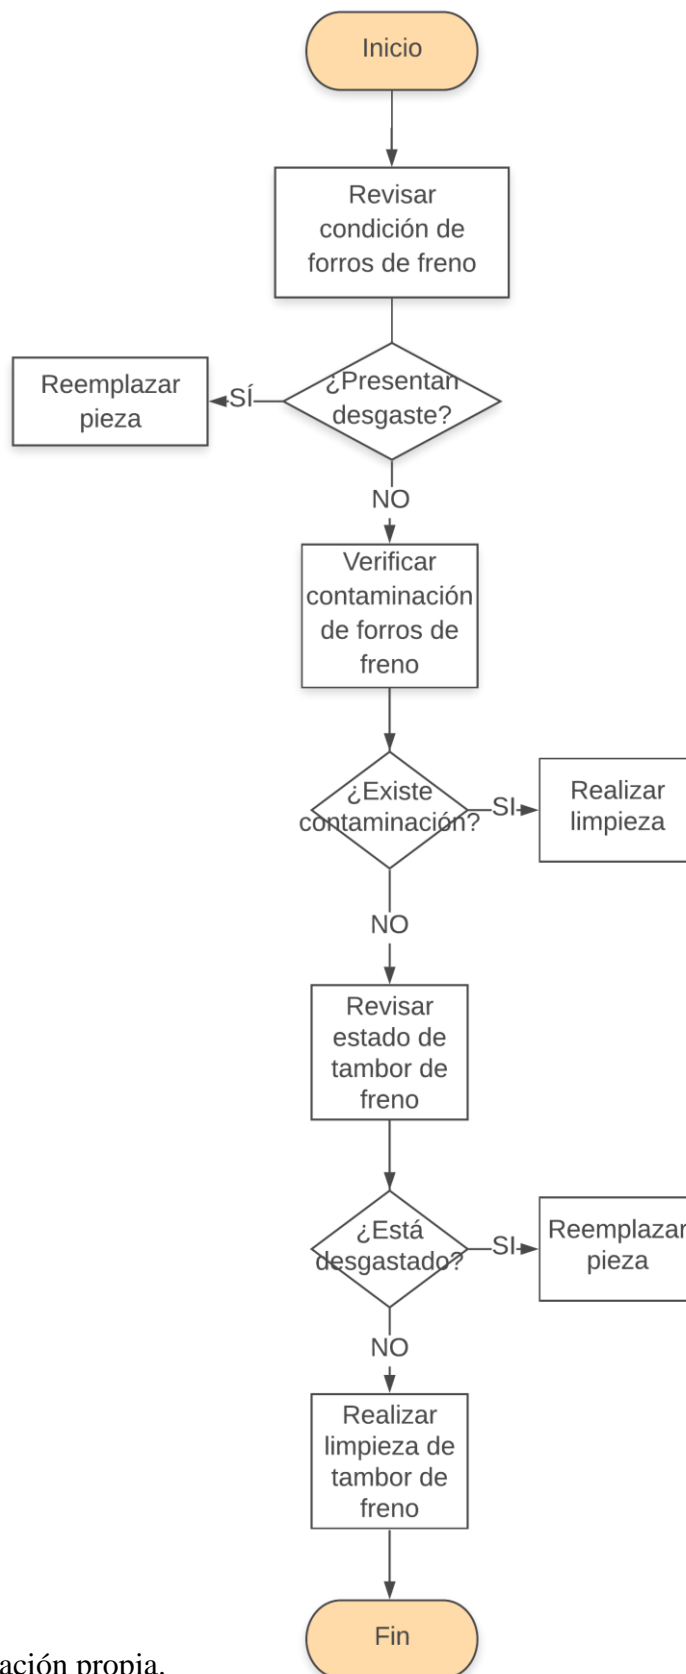 Inicio
Revisar
condición de
forros de freno
¿Presentan
desgaste?
SÍ
Reemplazar
pieza
NO
Verificar
contaminación
de forros de
freno
¿Existe
contaminación?
SI
Realizar
limpieza
NO
Revisar
estado de
tambor de
freno
¿Está
desgastado?
SI
Reemplazar
pieza
NO
Realizar
limpieza de
tambor de
freno
Fin
ación propia.